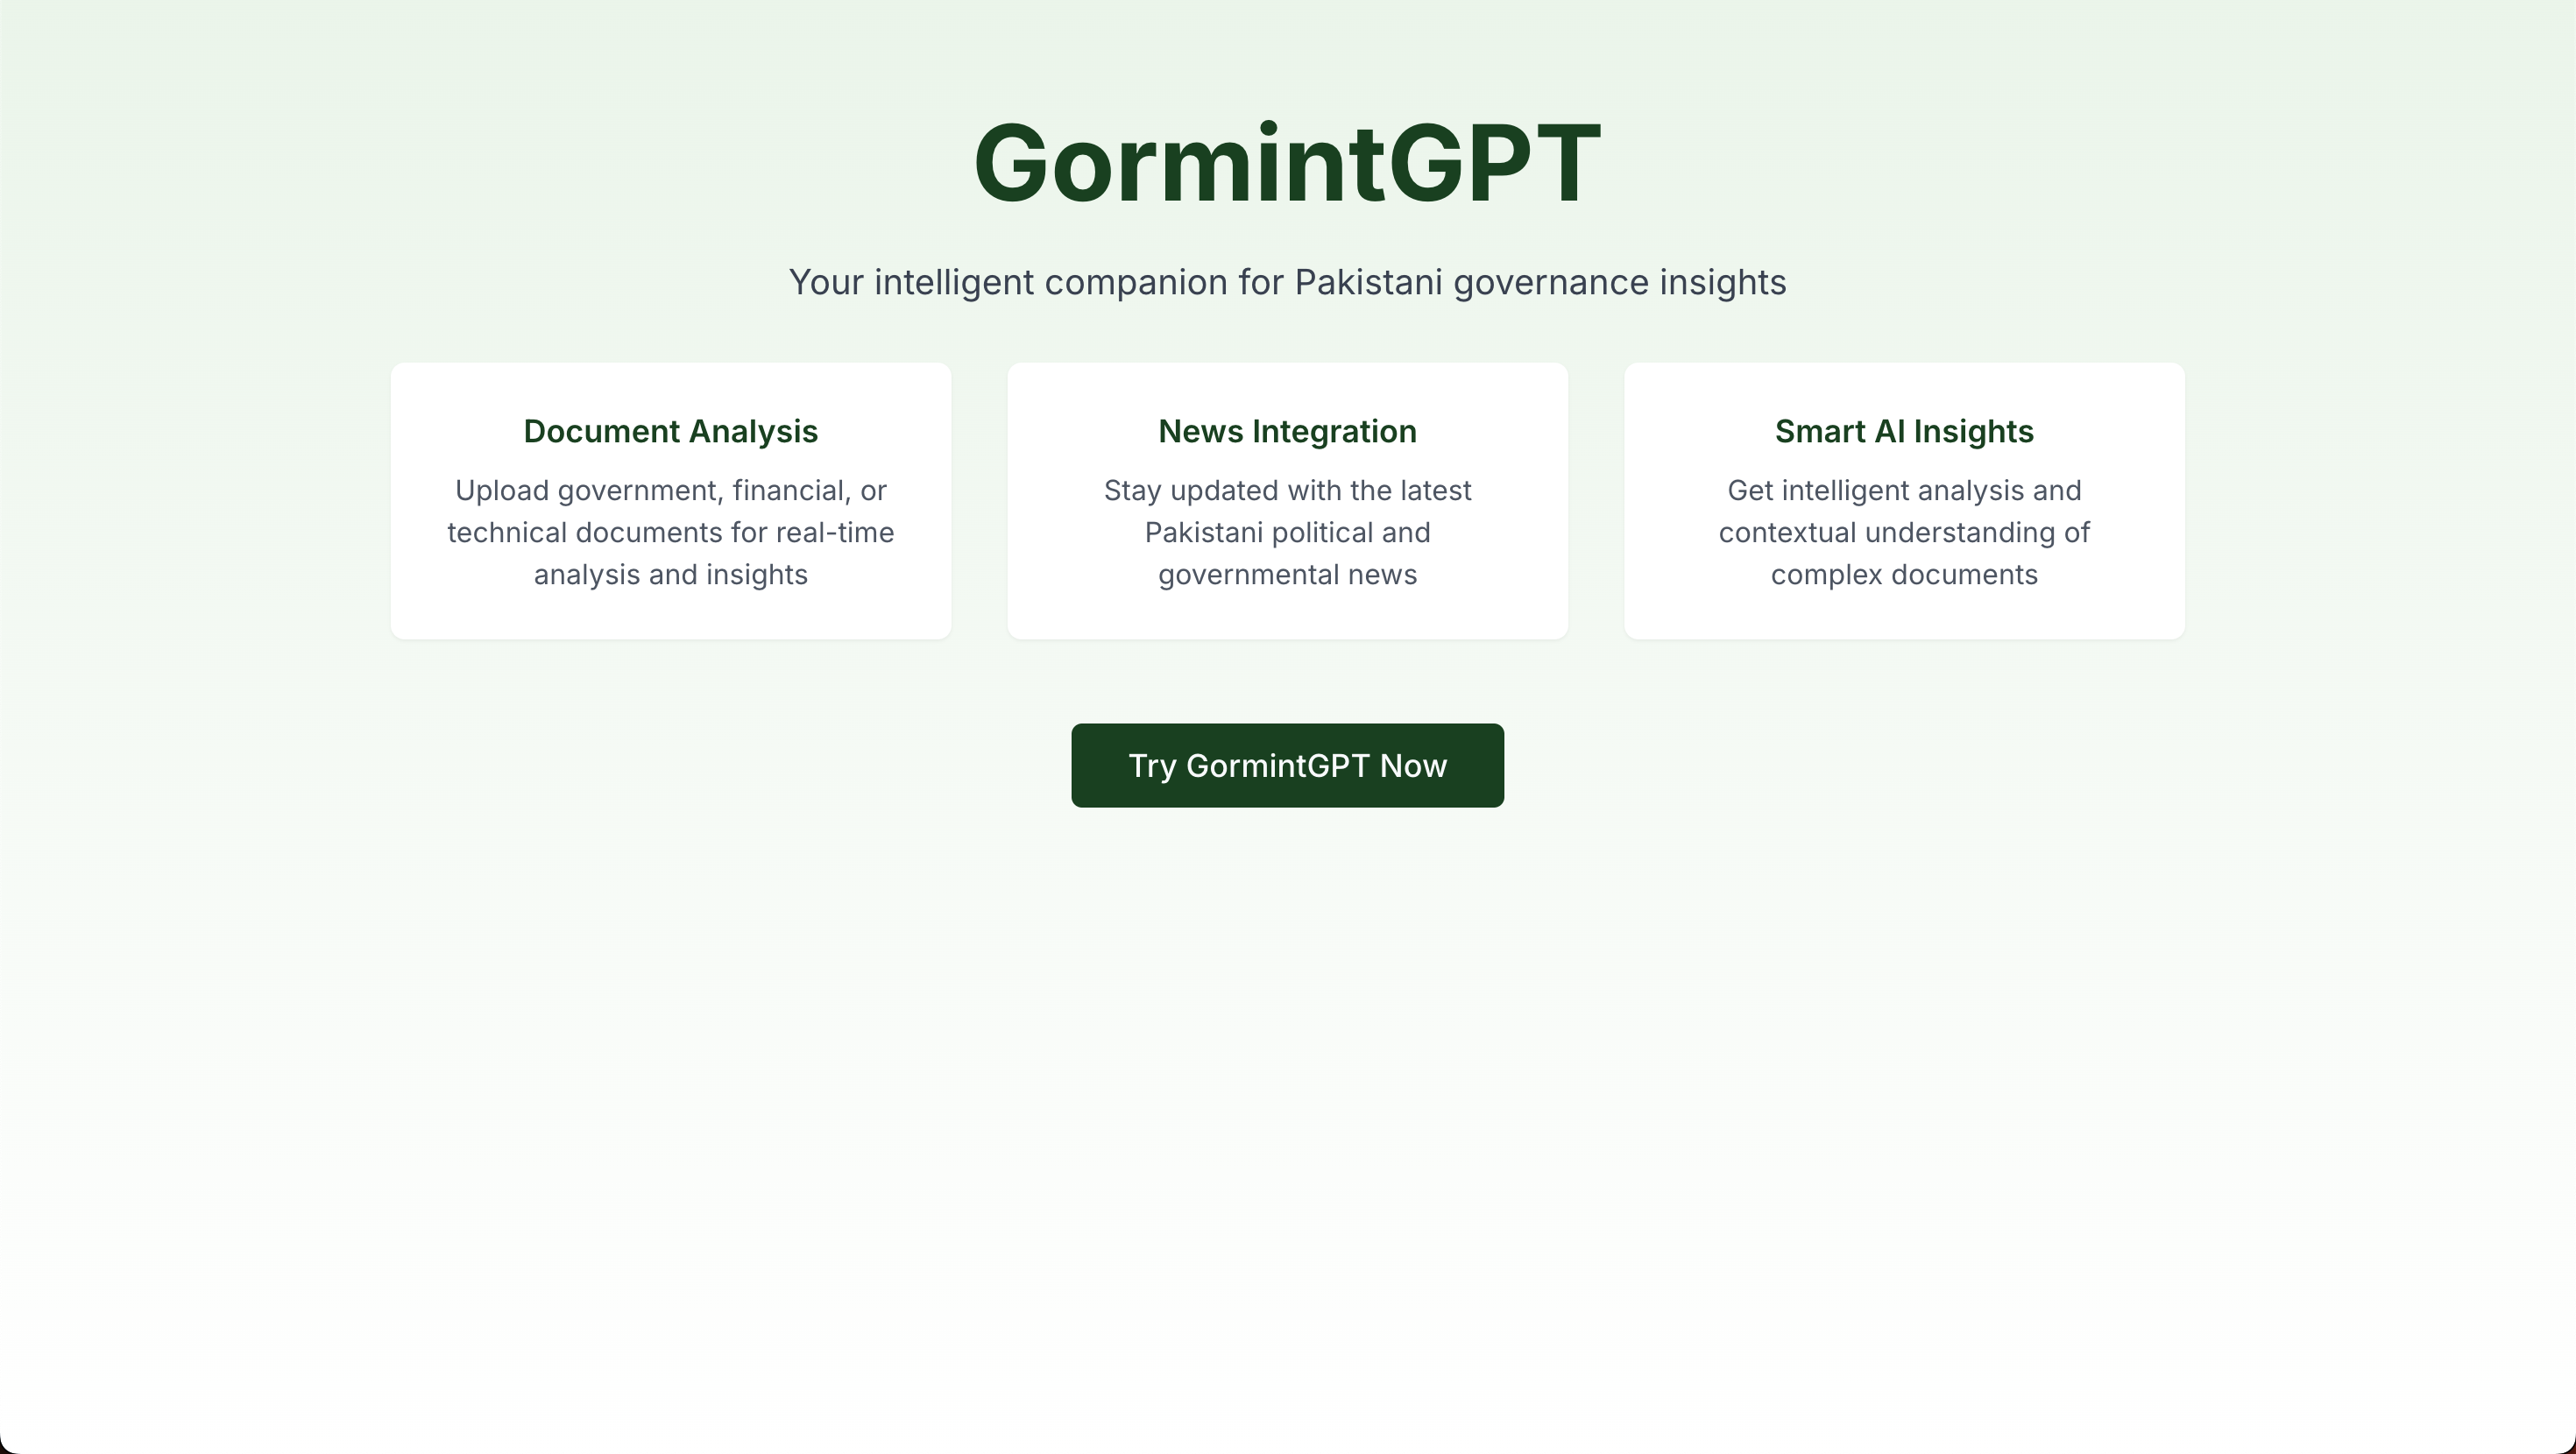 GormintGPT
Your intelligent companion for Pakistani governance insights
Document Analysis
Upload government, financial, or
technical documents for real-time
analysis and insights
News Integration
Stay updated with the latest
Pakistani political and
governmental news
Smart AI Insights
Get intelligent analysis and
contextual understanding of
complex documents
Try GormintGPT Now